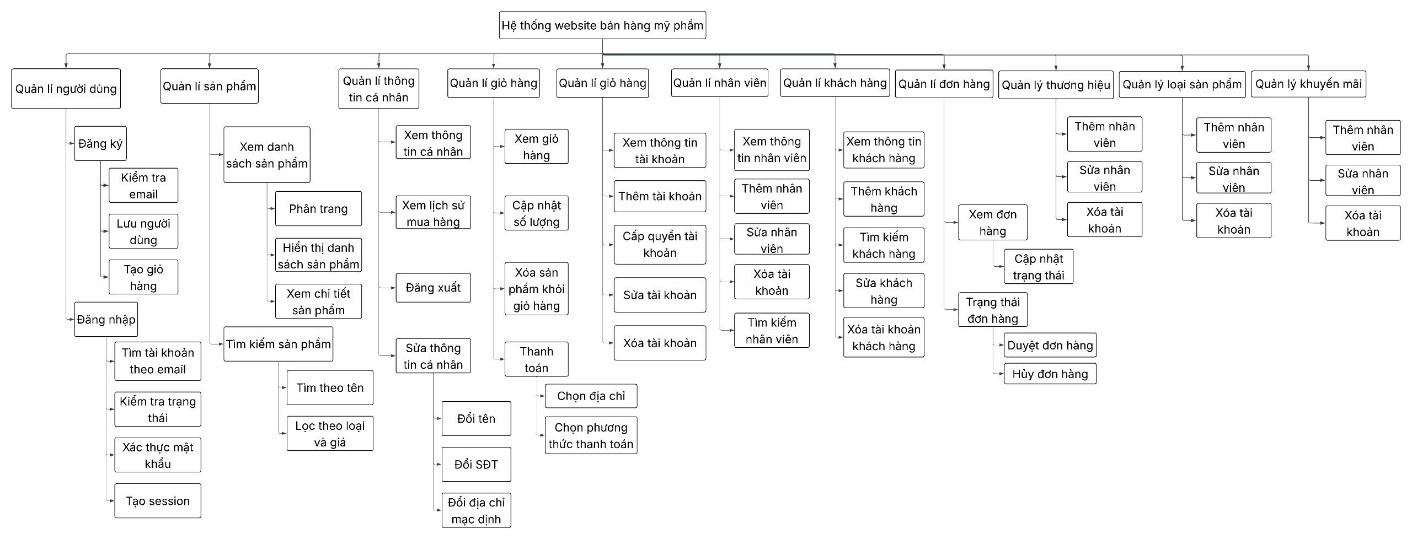 Hệ thống website bán hàng mỹ phẩm
Quản lí người dùng
Đăng ký
Kiểm tra
email
Lưu người
dùng
Tạo giỏ
hàng
Đăng nhập
Tìm tài khoản
theo email
Kiểm tra trạng
thái
Xác thực mật
khẩu
Tạo session
Quản lí sản phẩm
Xem danh
sách sản phẩm
Phân trang
Hiển thị danh
sách sản phẩm
Xem chi tiết
sản phẩm
Tìm kiếm sản phẩm
Tìm theo tên
Lọc theo loại
và giá
Quản lí thông
tin cá nhân
Xem thông
tin cá nhân
Xem lịch sử
mua hàng
Đăng xuất
Sửa thông
tin cá nhân
Đổi tên
Đổi SĐT
Đổi địa chỉ
mạc dịnh
Quản lí giỏ hàng
Xem giỏ
hàng
Cập nhật
số lượng
Xóa sản
phẩm khỏi
giỏ hàng
Thanh
toán
Chọn địa chỉ
Chọn phương
thức thanh toán
Quản lí giỏ hàng
Xem thông tin
tài khoản
Thêm tài khoản
Cấp quyền tài
khoản
Sửa tài khoản
Xóa tài khoản
Quản lí nhân viên
Xem thông
tin nhân viên
Thêm nhân
viên
Sửa nhân
viên
Xóa tài
khoản
Tìm kiếm
nhân viên
Quản lí khách hàng
Xem thông tin
khách hàng
Thêm khách
hàng
Tìm kiếm
khách hàng
Sửa khách
hàng
Xóa tài khoản
khách hàng
Quản lí đơn hàng
Xem đơn
hàng
Cập nhật
trạng thái
Trạng thái
đơn hàng
Duyệt đơn hàng
Hủy đơn hàng
Quản lý thương hiệu
Thêm nhân
viên
Sửa nhân
viên
Xóa tài
khoản
Quản lý loại sản phẩm
Thêm nhân
viên
Sửa nhân
viên
Xóa tài
khoản
Quản lý khuyến mãi
Thêm nhân
viên
Sửa nhân
viên
Xóa tài
khoản